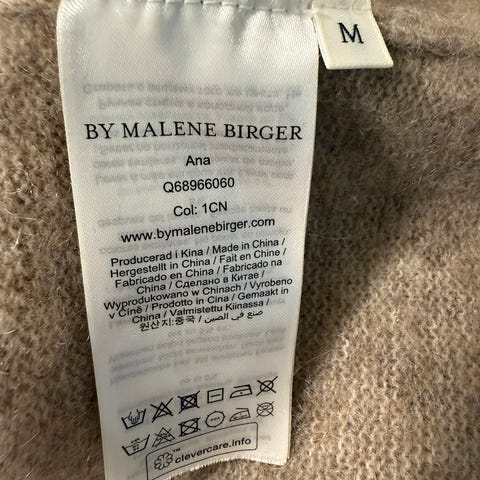 M
BY MALENE BIRGER
Ana
Q68966060
Col: 1CN
www.bymalenebirger.com
Producerad i Kina / Made in China /
Hergestellt in China / Fait en Chine /
Fabricado en China / Fabricado na
China / Сделано в Китае /
Wyprodukowano w Chinach / Vyrobeno
v Číně / Prodotto in Cina / Gemaakt in
China / Valmistettu Kiinassa /
원산지:중국 / صنع في الصين
clevercare.info